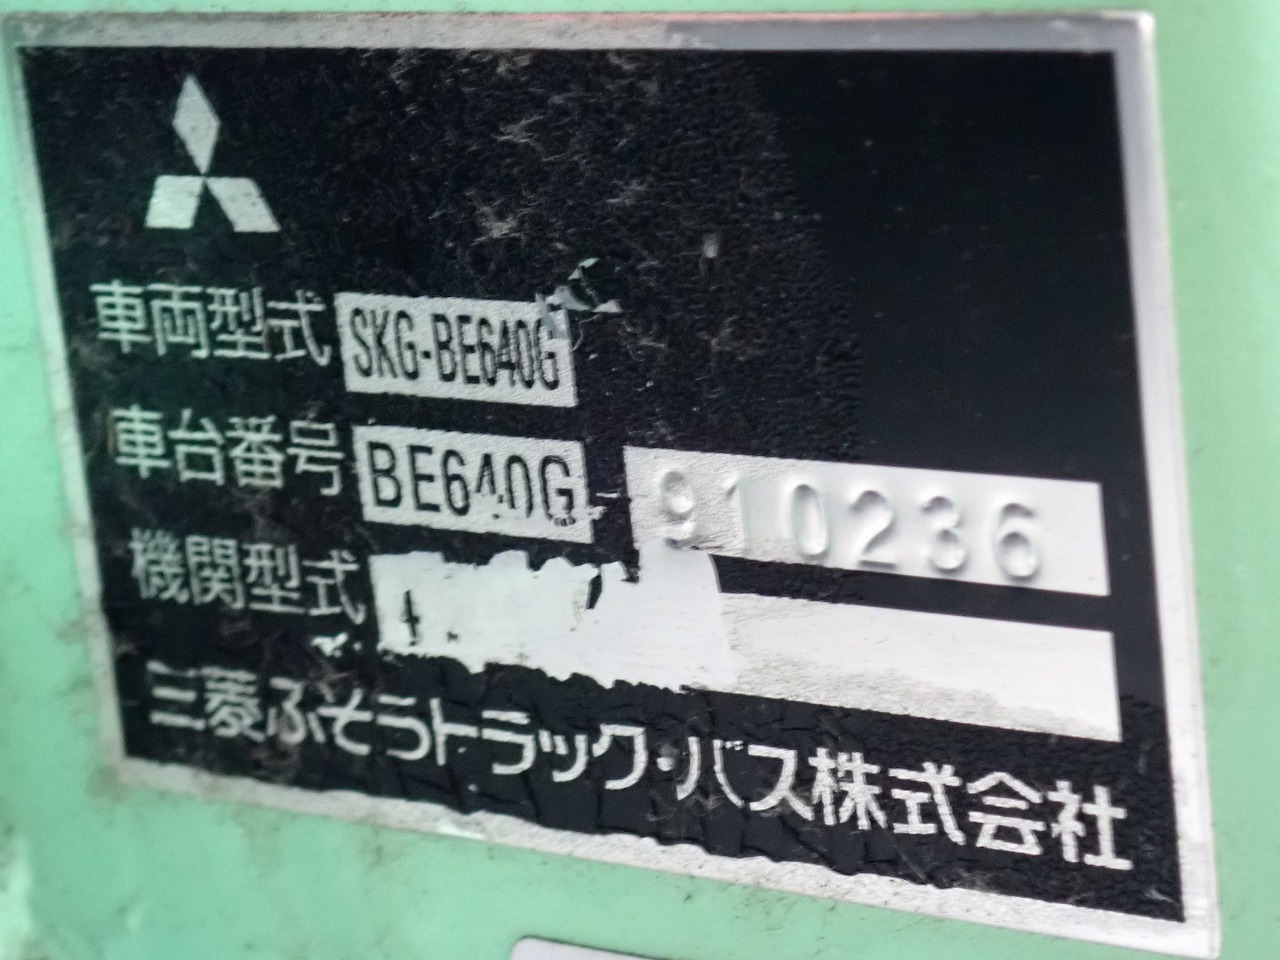 車両型式 SKG-BE640G
車台番号 BE640G - 910236
機関型式 4
三菱ふそうトラック・バス株式会社